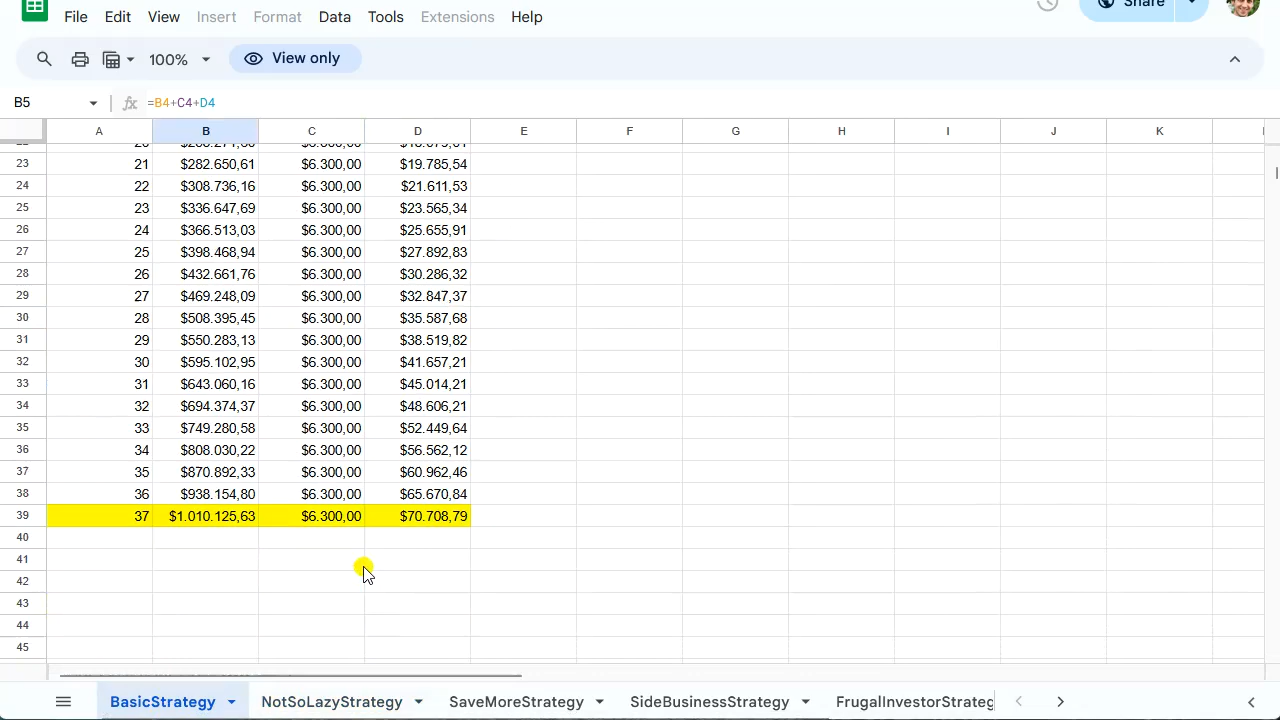 Share
File Edit View Insert Format Data Tools Extensions Help
100% View only
B5 fx =B4+C4+D4
A B C D E F G H I J K
23 21 $282.650,61 $6.300,00 $19.785,54
24 22 $308.736,16 $6.300,00 $21.611,53
25 23 $336.647,69 $6.300,00 $23.565,34
26 24 $366.513,03 $6.300,00 $25.655,91
27 25 $398.468,94 $6.300,00 $27.892,83
28 26 $432.661,76 $6.300,00 $30.286,32
29 27 $469.248,09 $6.300,00 $32.847,37
30 28 $508.395,45 $6.300,00 $35.587,68
31 29 $550.283,13 $6.300,00 $38.519,82
32 30 $595.102,95 $6.300,00 $41.657,21
33 31 $643.060,16 $6.300,00 $45.014,21
34 32 $694.374,37 $6.300,00 $48.606,21
35 33 $749.280,58 $6.300,00 $52.449,64
36 34 $808.030,22 $6.300,00 $56.562,12
37 35 $870.892,33 $6.300,00 $60.962,46
38 36 $938.154,80 $6.300,00 $65.670,84
39 37 $1.010.125,63 $6.300,00 $70.708,79
40
41
42
43
44
45
BasicStrategy NotSoLazyStrategy SaveMoreStrategy SideBusinessStrategy FrugalInvestorStrateg